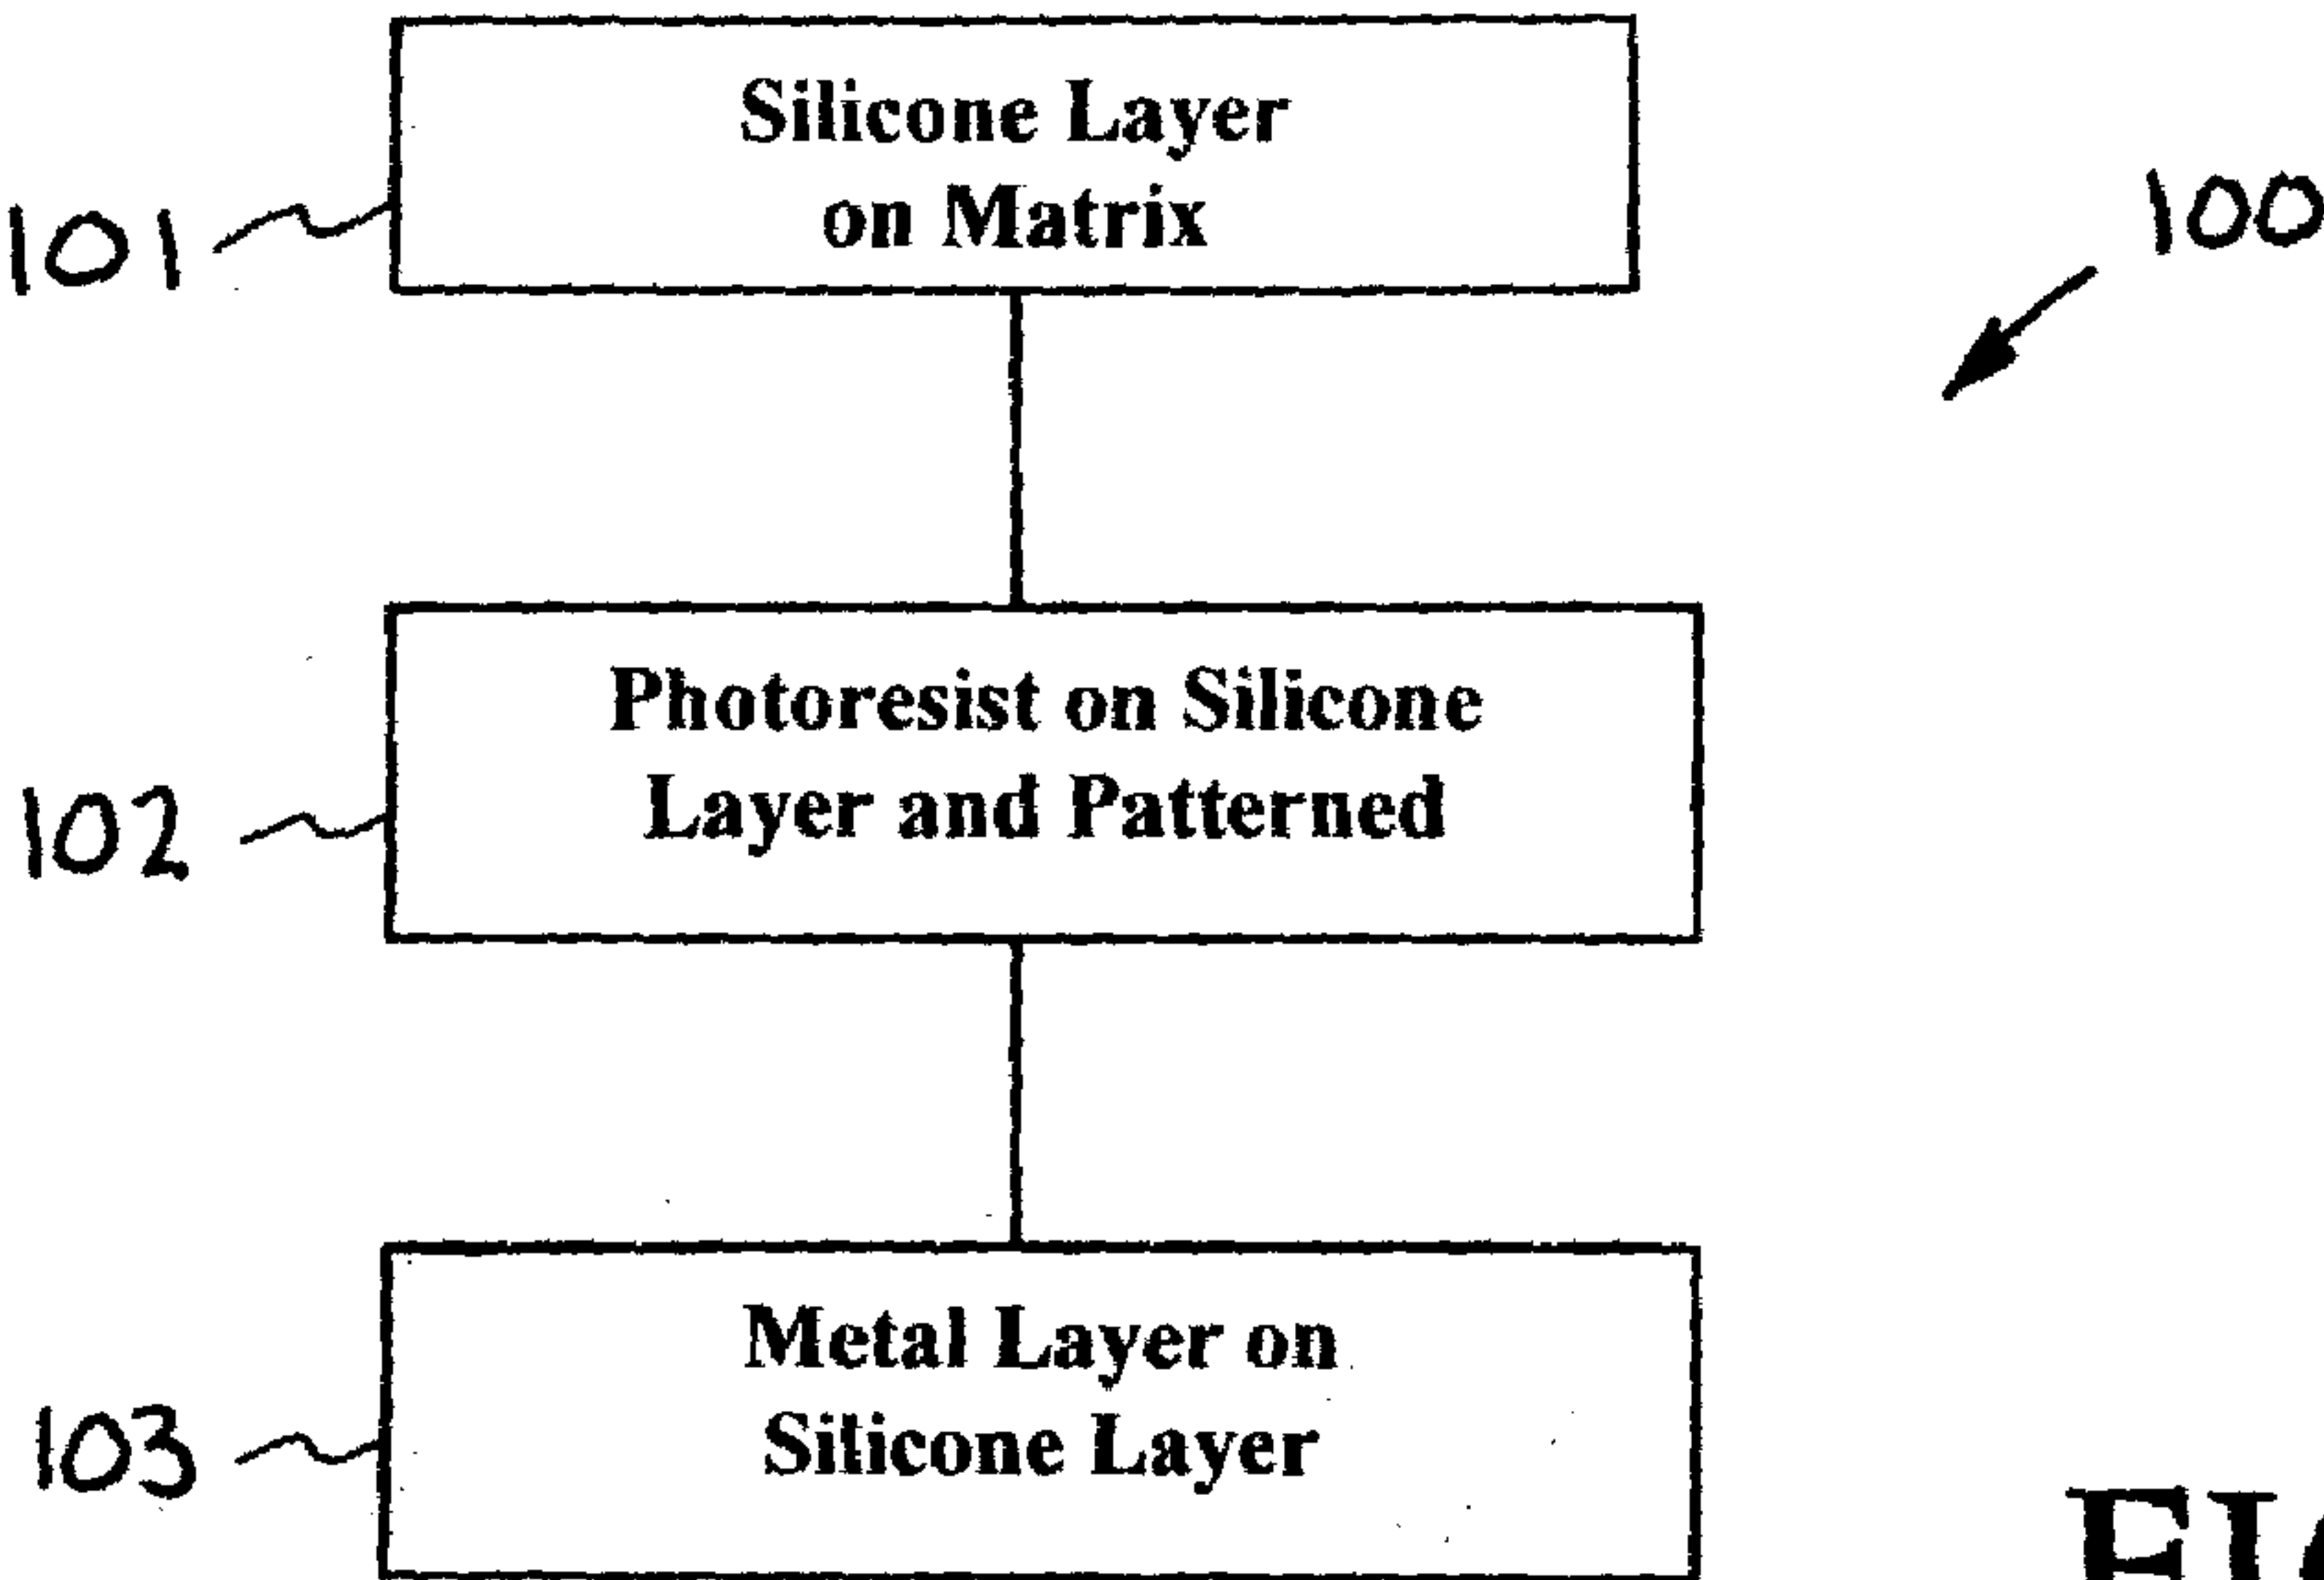 Silicone Layer
on Matrix
101
100
Photoresist on Silicone
Layer and Patterned
102
Metal Layer on
Silicone Layer
103